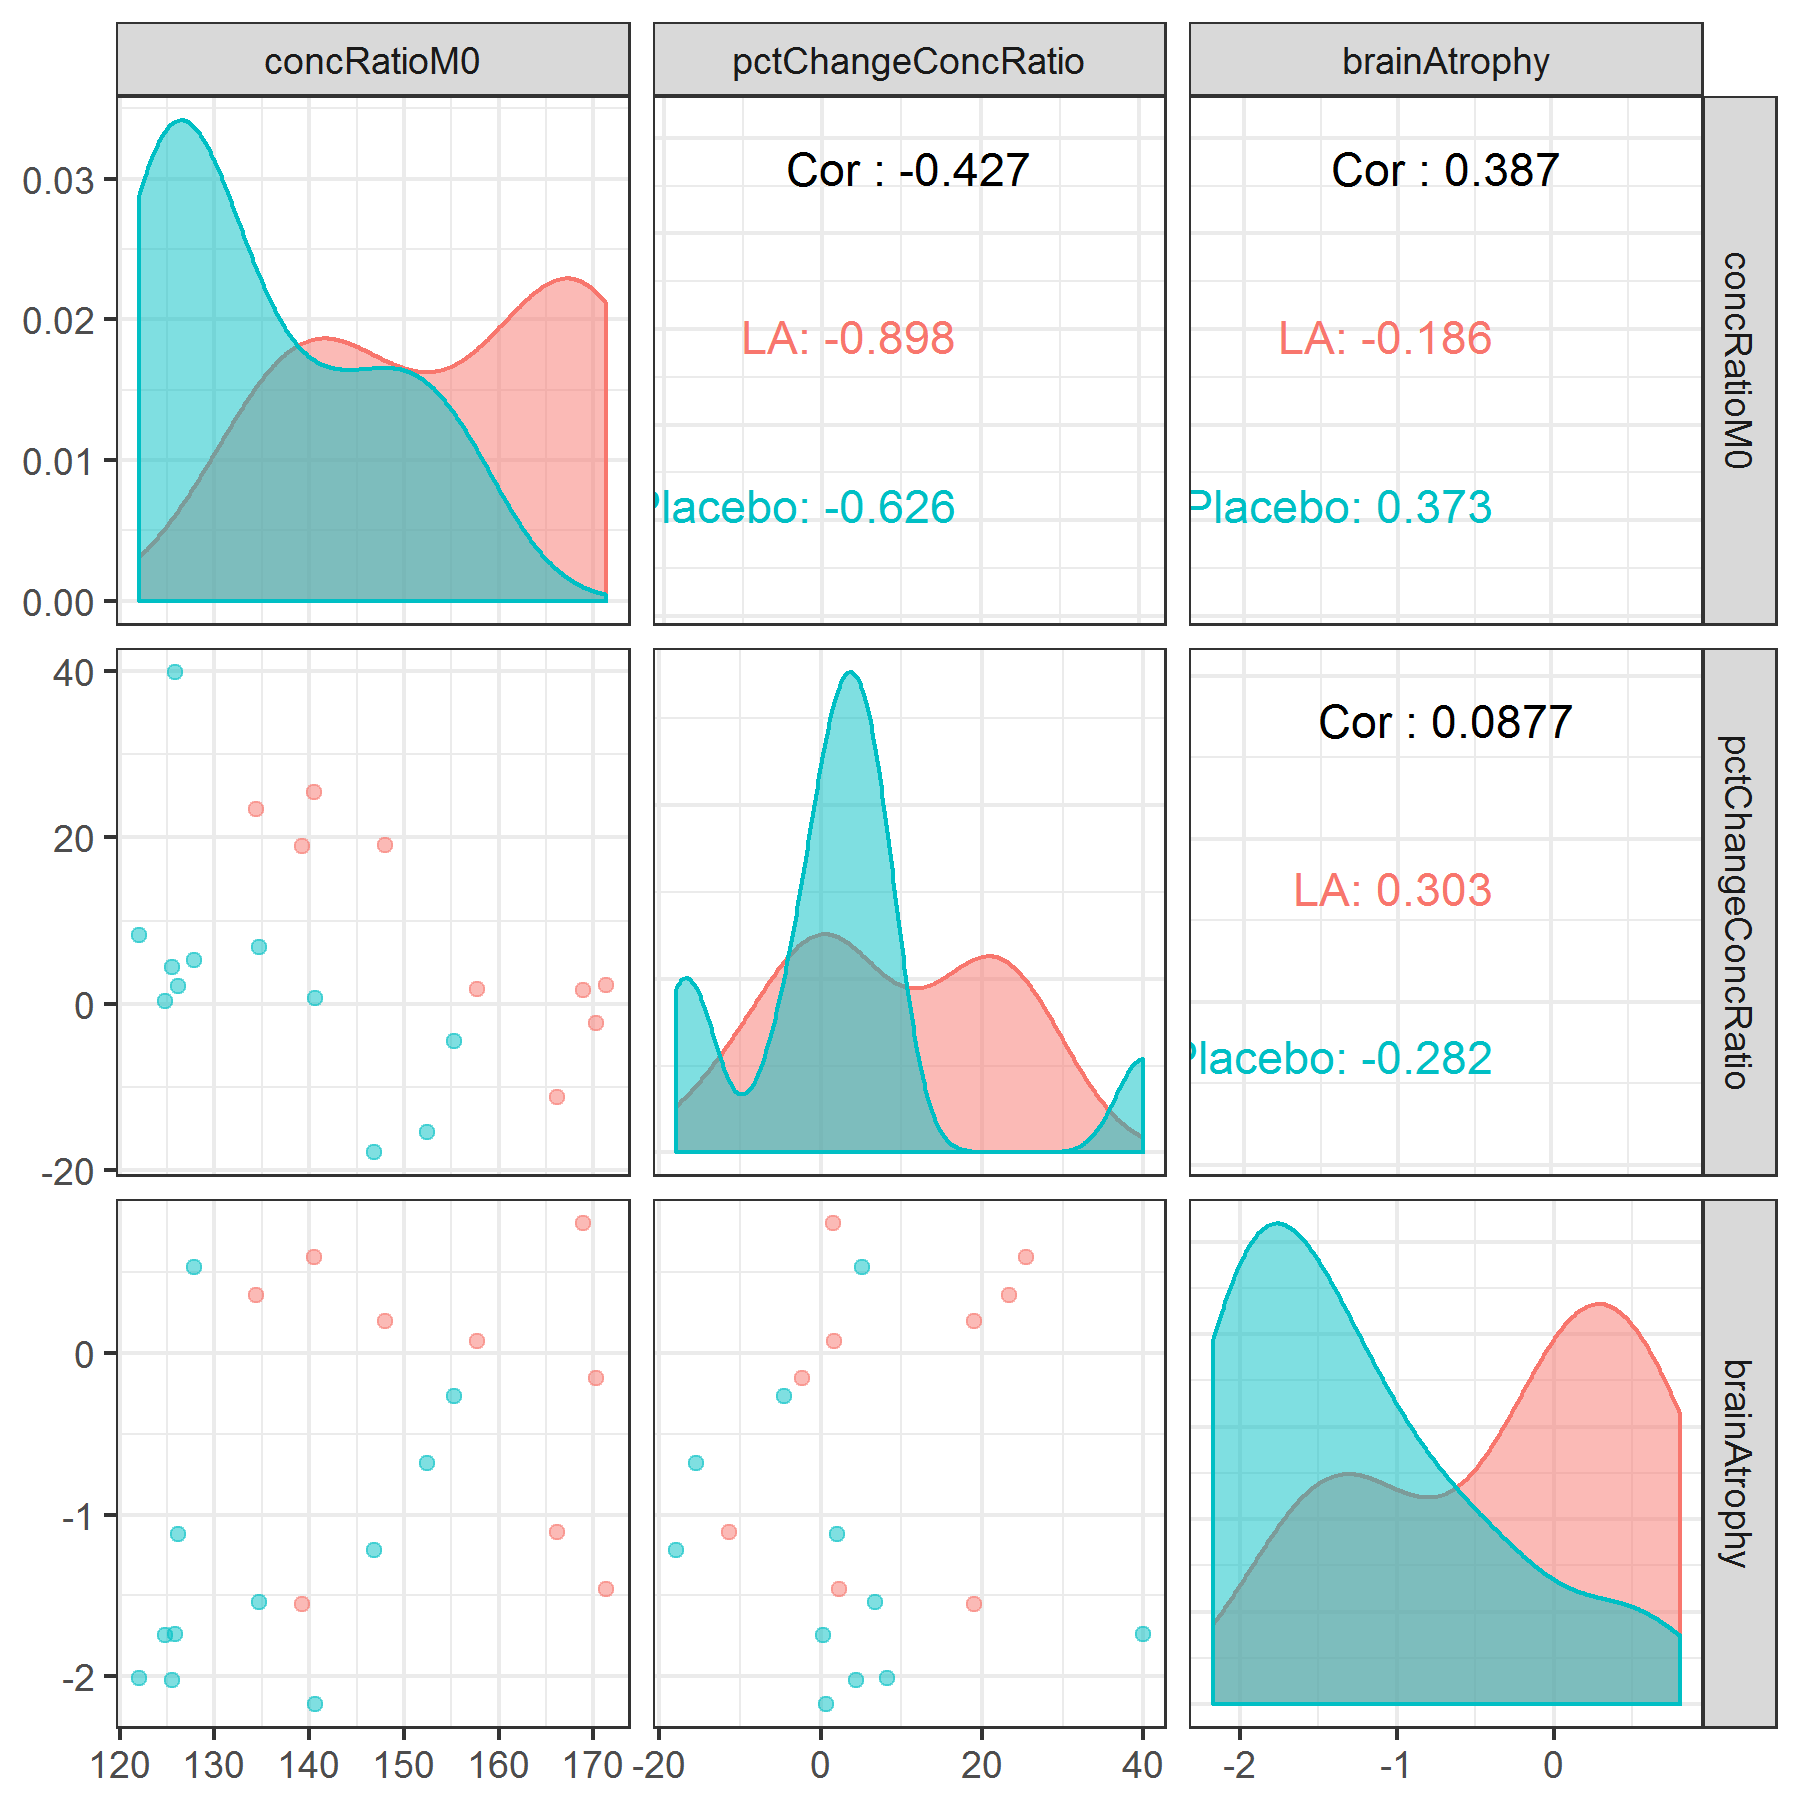 concRatioM0 pctChangeConcRatio brainAtrophy
0.03
0.02
0.01
0.00
Cor : -0.427
LA: -0.898
Placebo: -0.626
Cor : 0.387
LA: -0.186
Placebo: 0.373
concRatioM0
40
20
0
-20
Cor : 0.0877
LA: 0.303
Placebo: -0.282
pctChangeConcRatio
0
-1
-2
brainAtrophy
120 130 140 150 160 170
-20 0 20 40
-2 -1 0